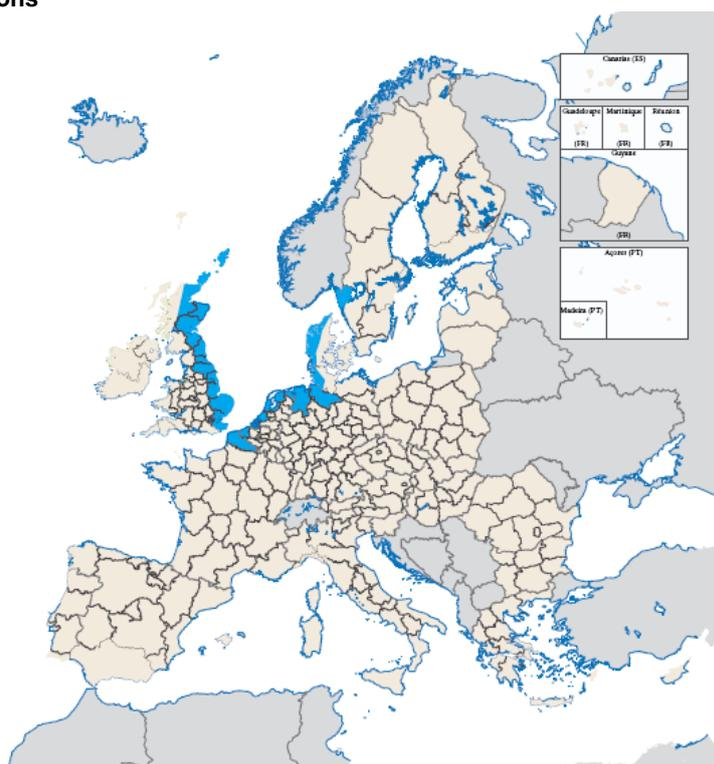 ons
Canarias (ES)
Guadeloupe Martinique Réunion
(FR) (FR) (FR)
Guyane
(FR)
Açores (PT)
Madeira (PT)